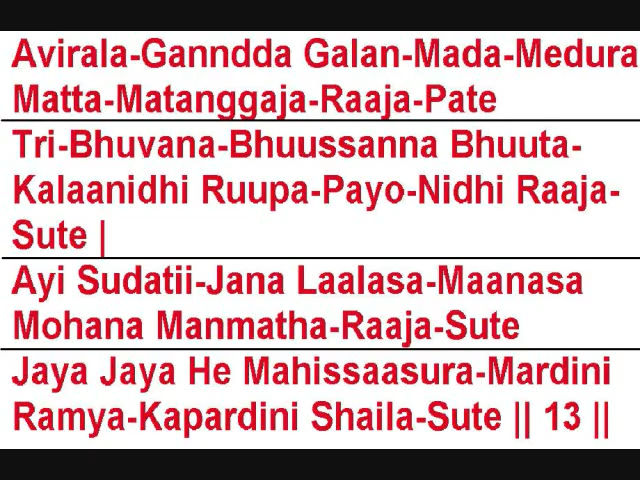 Avirala-Ganndda Galan-Mada-Medura
Matta-Matanggaja-Raaja-Pate
Tri-Bhuvana-Bhuussanna Bhuuta-
Kalaanidhi Ruupa-Payo-Nidhi Raaja-
Sute |
Ayi Sudatii-Jana Laalasa-Maanasa
Mohana Manmatha-Raaja-Sute
Jaya Jaya He Mahissaasura-Mardini
Ramya-Kapardini Shaila-Sute || 13 ||